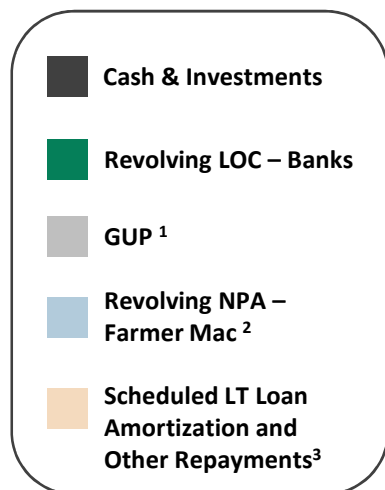 Cash & Investments
Revolving LOC – Banks
GUP ¹
Revolving NPA –
Farmer Mac ²
Scheduled LT Loan
Amortization and
Other Repayments³